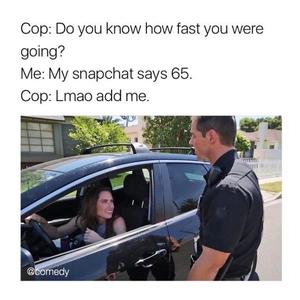 Cop: Do you know how fast you were
going?
Me: My snapchat says 65.
Cop: Lmao add me.
@comedy